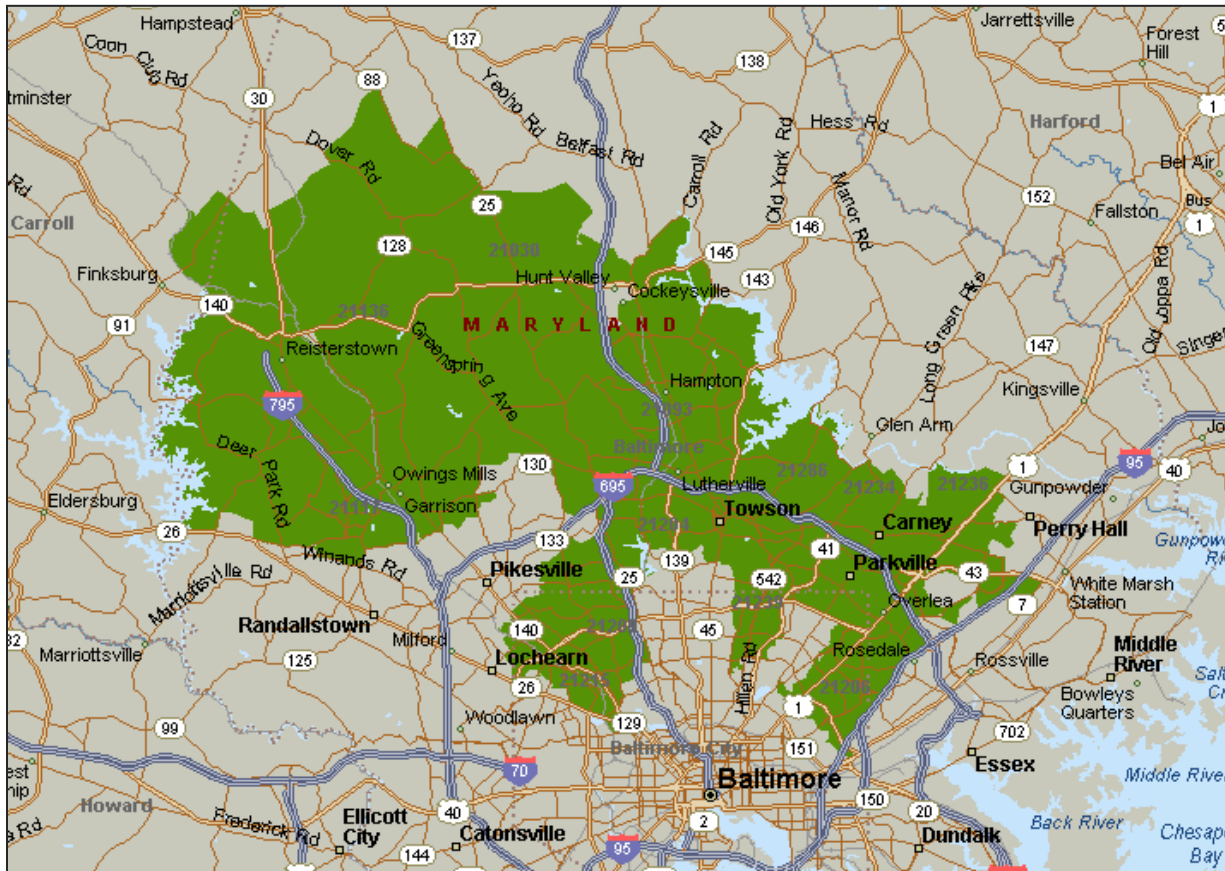 Hampstead
Jarrettsville
137
138
Forest
Hill
Coon Club Rd
88
Yeoho Rd
30
1
tminster
Belfast Rd
Carroll Rd
Old York Rd
Hess Rd
Harford
Dover Rd
Bel Air
Manor Rd
152
Rd
25
Bus
Carroll
128
146
Fallston
1
21030
145
Finksburg
Hunt Valley
143
Cockeysville
140
21136
MARYLAND
91
Greenspring Ave
Long Green Pike
Old Joppa Rd
147
Singe
Reisterstown
Hampton
Kingsville
795
21093
Glen Arm
Deer Park Rd
Baltimore
Owings Mills
130
21286
1
95
40
695
Lutherville
21234
21236
Gunpowder
Eldersburg
Garrison
Towson
26
21204
Carney
Perry Hall
Winands Rd
133
41
Gunpow
139
Parkville
Marriottsville Rd
Pikesville
25
542
43
White Marsh
Station
7
21239
Overlea
Randallstown
140
45
Milford
Rosedale
Middle
River
Marriottsville
125
Lochearn
Hillen Rd
Rossville
26
21215
21206
Bowleys
Quarters
1
Woodlawn
129
99
702
Baltimore City
151
70
Essex
Baltimore
Middle River
Howard
Ellicott
City
40
150
20
Frederick Rd
2
Back River
Catonsville
Dundalk
Chesap
Bay
144
95